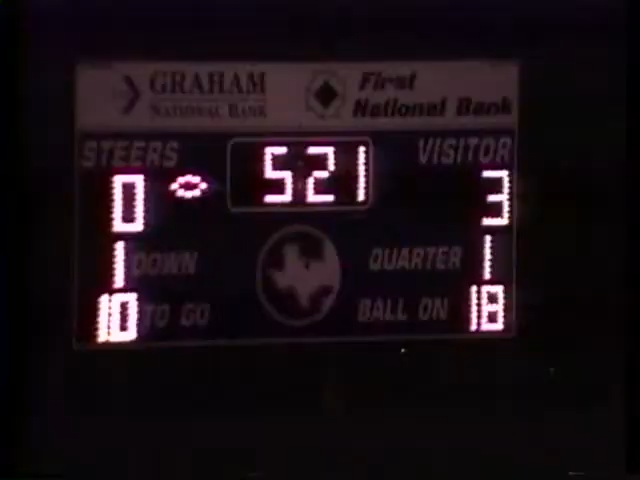 GRAHAM
NATIONAL BANK
First
National Bank
STEERS 521 VISITOR
0 3
1 DOWN QUARTER 1
10 TO GO BALL ON 18